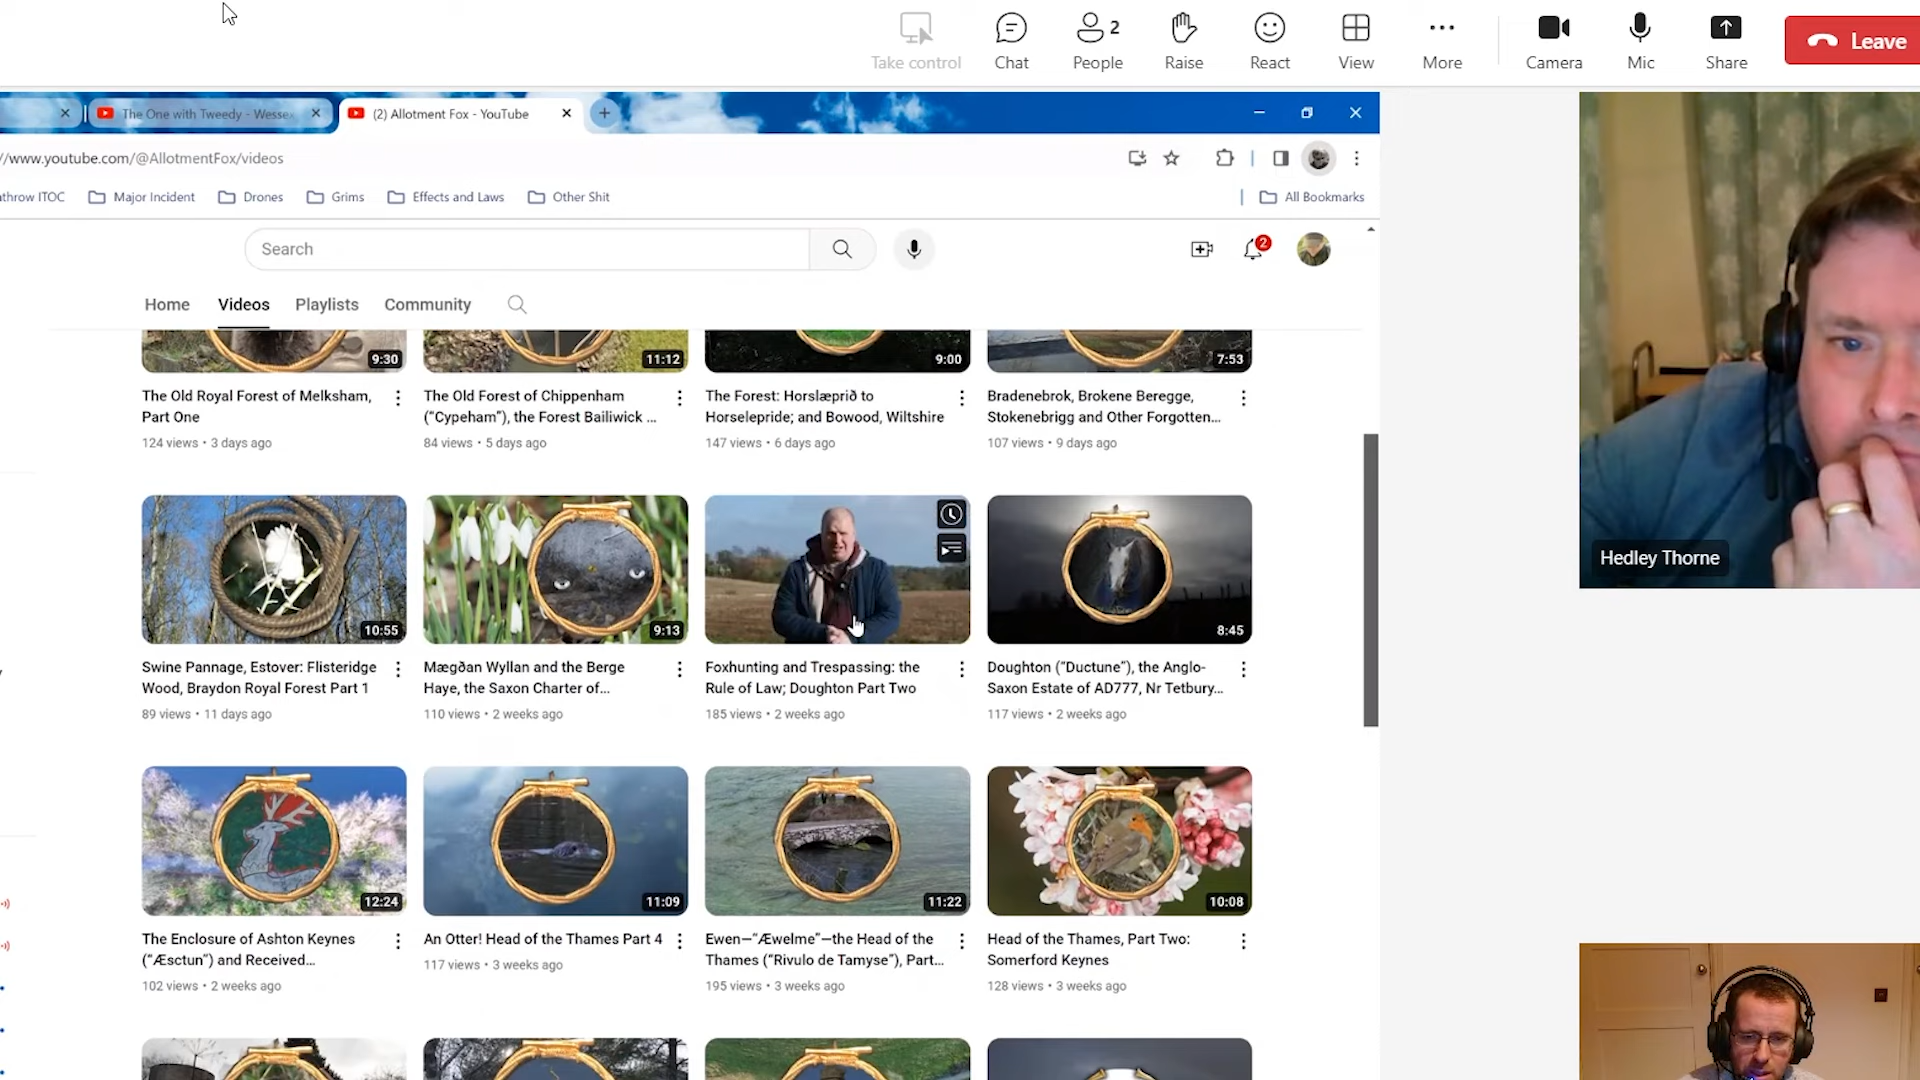 2
Take control
Chat
People
Raise
React
View
More
Camera
Mic
Share
Leave
The One with Tweedy - Wessex
(2) Allotment Fox - YouTube
//www.youtube.com/@AllotmentFox/videos
athrow ITOC
Major Incident
Drones
Grims
Effects and Laws
Other Shit
All Bookmarks
Search
2
Home
Videos
Playlists
Community
9:30
11:12
9:00
7:53
The Old Royal Forest of Melksham,
Part One
124 views • 3 days ago
The Old Forest of Chippenham
("Cypeham"), the Forest Bailiwick ...
84 views • 5 days ago
The Forest: Horslæprið to
Horselepride; and Bowood, Wiltshire
147 views • 6 days ago
Bradenebrok, Brokene Beregge,
Stokenebrigg and Other Forgotten...
107 views • 9 days ago
10:55
9:13
8:45
Swine Pannage, Estover: Flisteridge
Wood, Braydon Royal Forest Part 1
89 views • 11 days ago
Mægðan Wyllan and the Berge
Haye, the Saxon Charter of...
110 views • 2 weeks ago
Foxhunting and Trespassing: the
Rule of Law; Doughton Part Two
185 views • 2 weeks ago
Doughton ("Ductune"), the Anglo-
Saxon Estate of AD777, Nr Tetbury...
117 views • 2 weeks ago
12:24
11:09
11:22
10:08
The Enclosure of Ashton Keynes
("Æsctun") and Received...
102 views • 2 weeks ago
An Otter! Head of the Thames Part 4
117 views • 3 weeks ago
Ewen—"Æwelme"—the Head of the
Thames ("Rivulo de Tamyse"), Part...
195 views • 3 weeks ago
Head of the Thames, Part Two:
Somerford Keynes
128 views • 3 weeks ago
Hedley Thorne